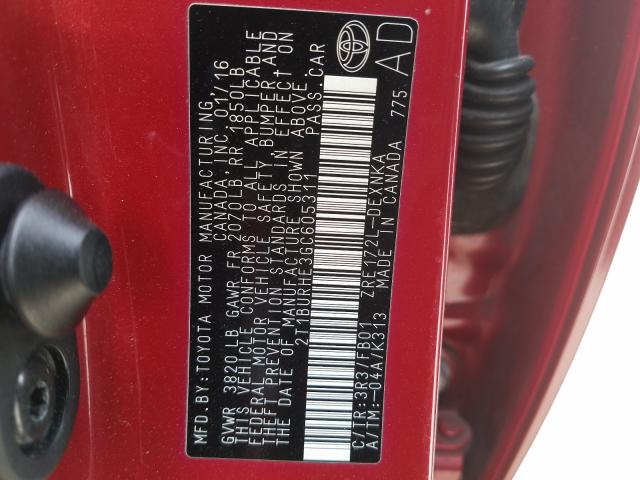 MFD.BY:TOYOTA MOTOR MANUFACTURING,
CANADA, INC. 01/16
GVWR 3820 LB GAWR FR 2070LB RR 1850LB
THIS VEHICLE CONFORMS TO ALL APPLICABLE
FEDERAL MOTOR VEHICLE SAFETY, BUMPER AND
THEFT PREVENTION STANDARDS IN EFFECT ON
THE DATE OF MANUFACTURE SHOWN ABOVE.
2T1BURHE3GC605311 PASS.CAR
C/TR:3R3/FB01 ZRE172L-DEXNKA
A/TM:-04A/K313 MADE IN CANADA 775
AD